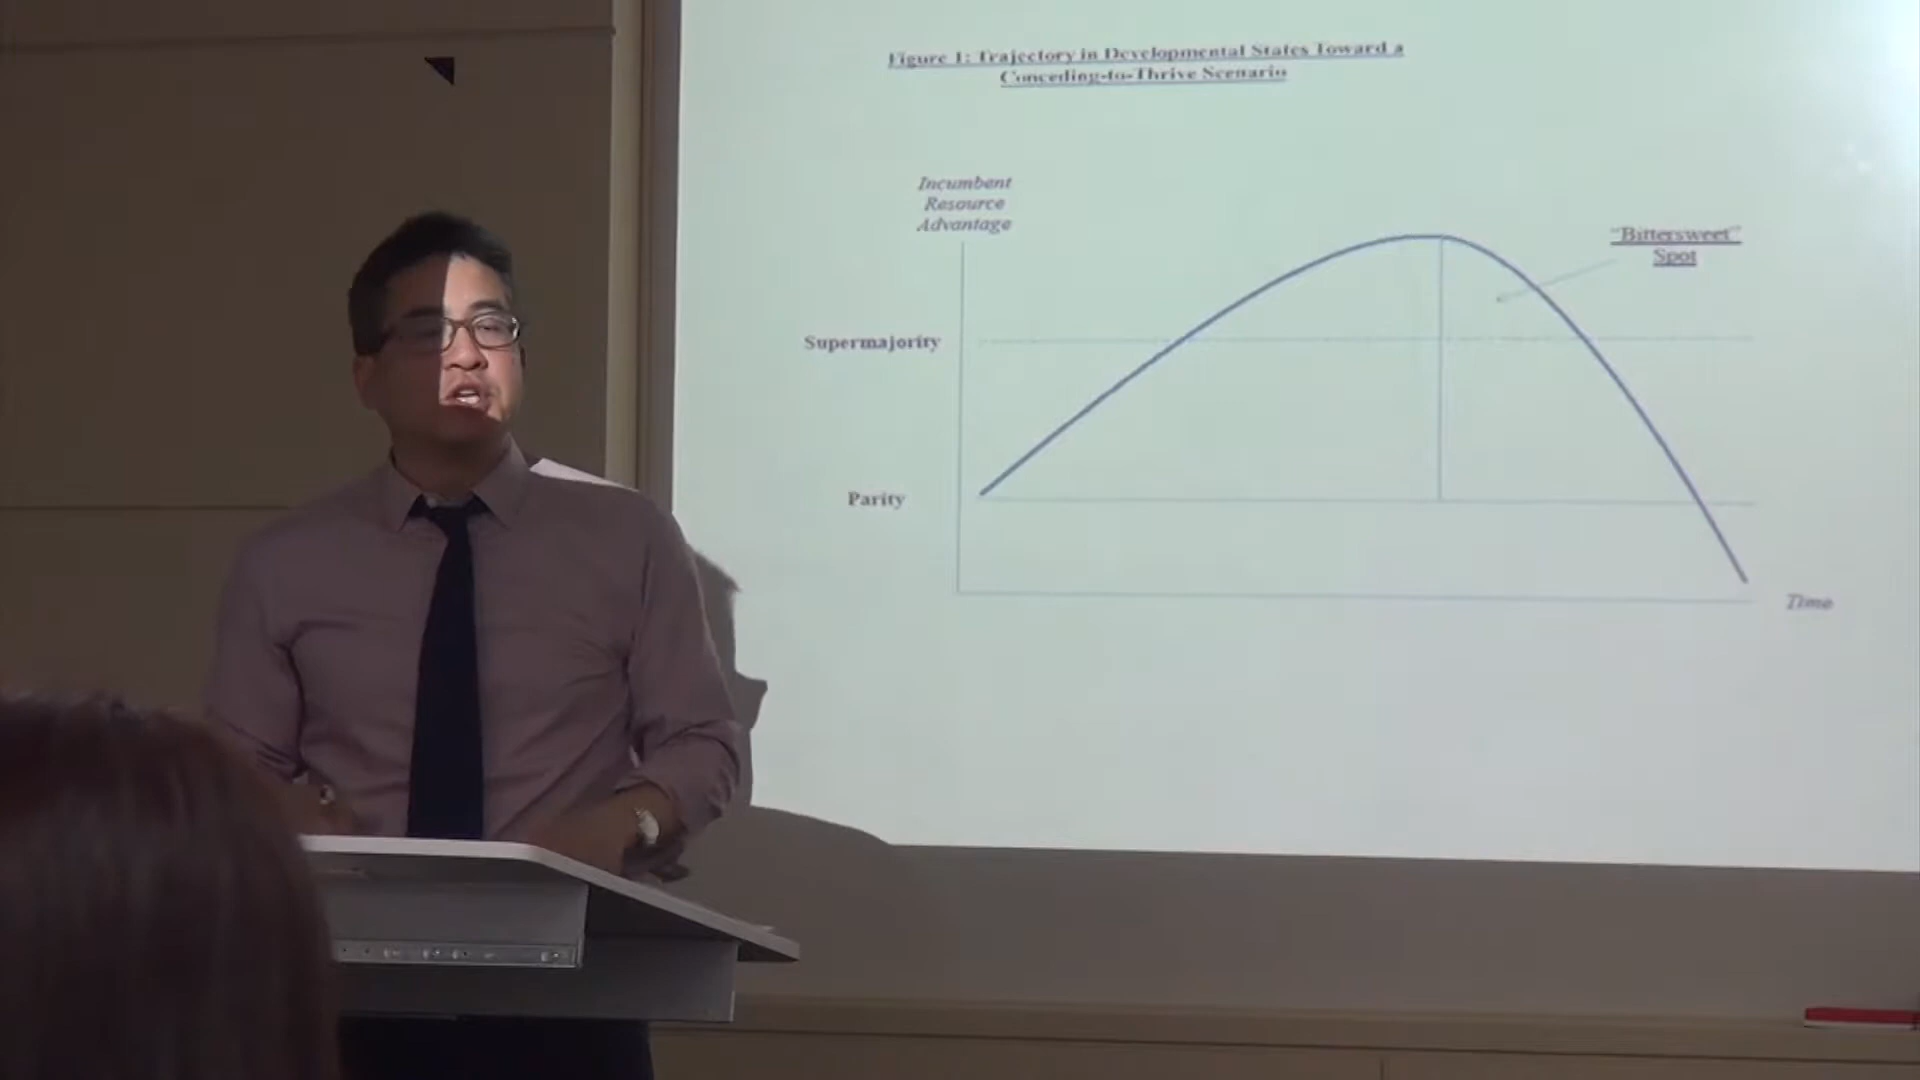 Figure 1: Trajectory in Developmental States Toward a
Conceding-to-Thrive Scenario
Incumbent
Resource
Advantage
"Bittersweet"
Spot
Supermajority
Parity
Time